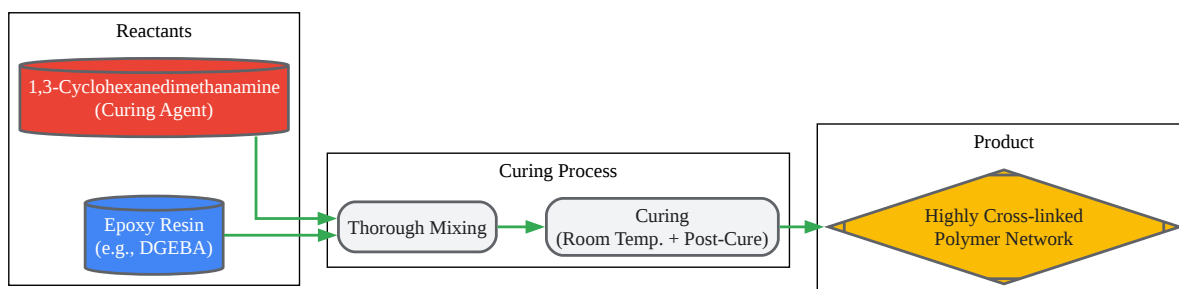 Reactants
1,3-Cyclohexanedimethanamine
(Curing Agent)
Epoxy Resin
(e.g., DGEBA)
Curing Process
Thorough Mixing
Curing
(Room Temp. + Post-Cure)
Product
Highly Cross-linked
Polymer Network